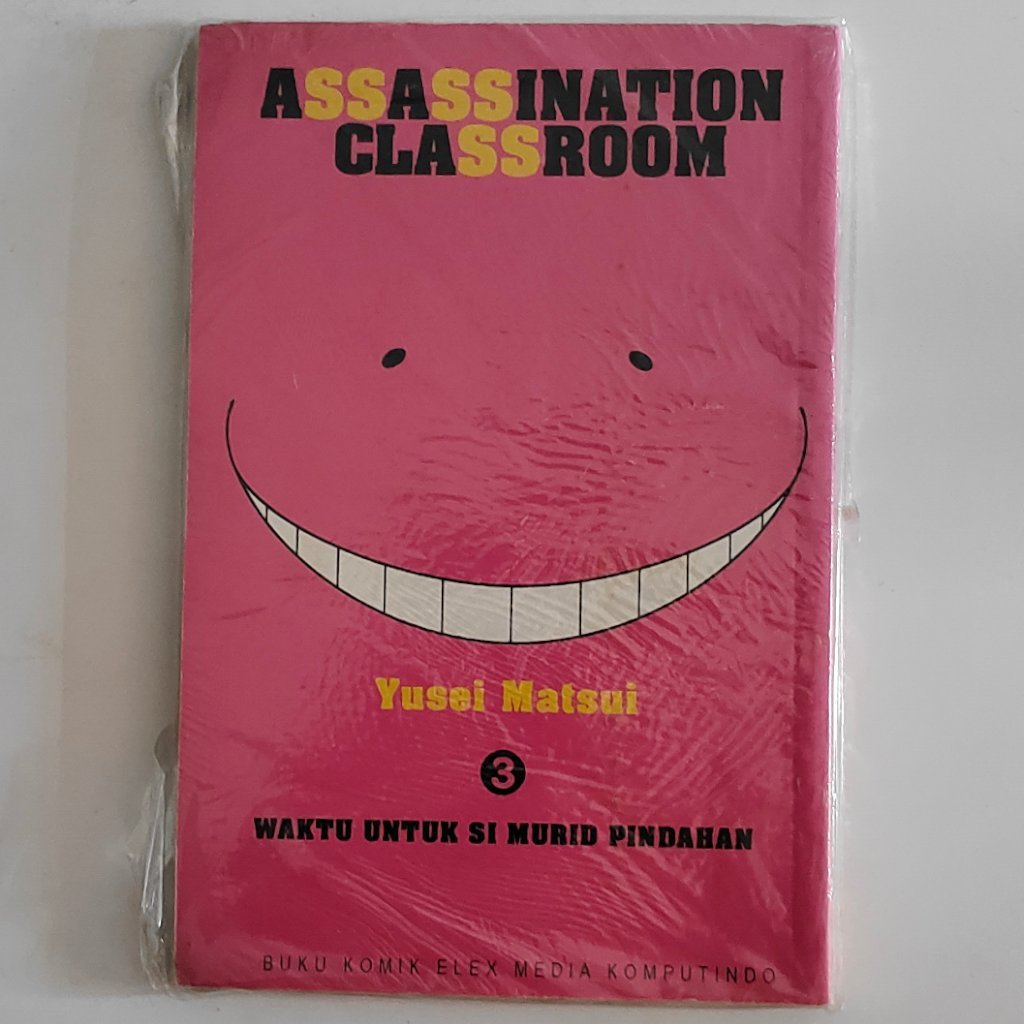 ASSASSINATION
CLASSROOM
Yusei Matsui
3
WAKTU UNTUK SI MURID PINDAHAN
BUKU KOMIK ELEX MEDIA KOMPUTINDO